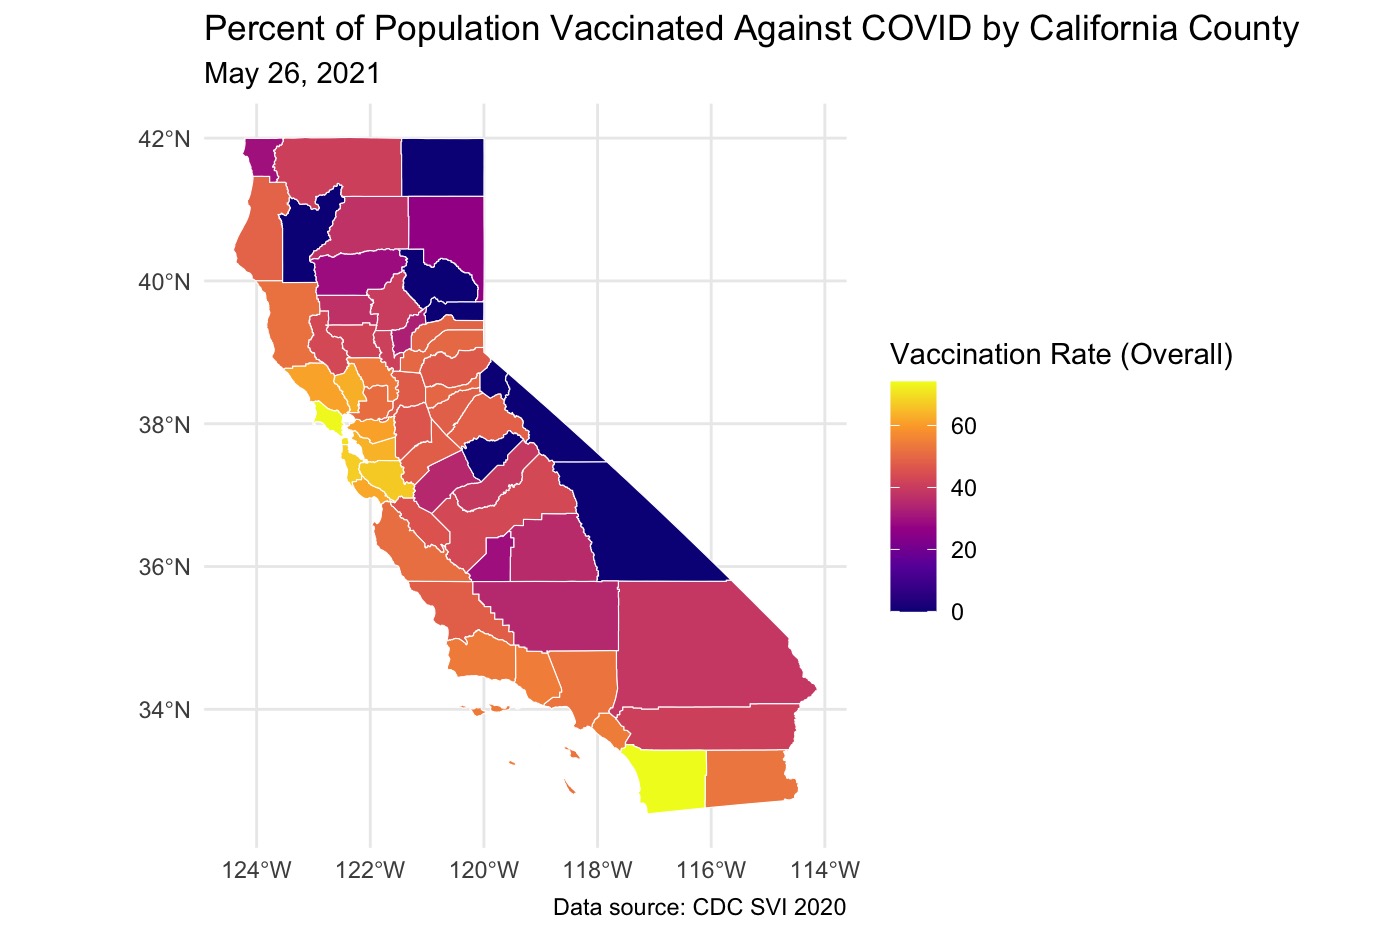 Percent of Population Vaccinated Against COVID by California County
May 26, 2021
42°N
40°N
38°N
36°N
34°N
124°W 122°W 120°W 118°W 116°W 114°W
Vaccination Rate (Overall)
60
40
20
0
Data source: CDC SVI 2020